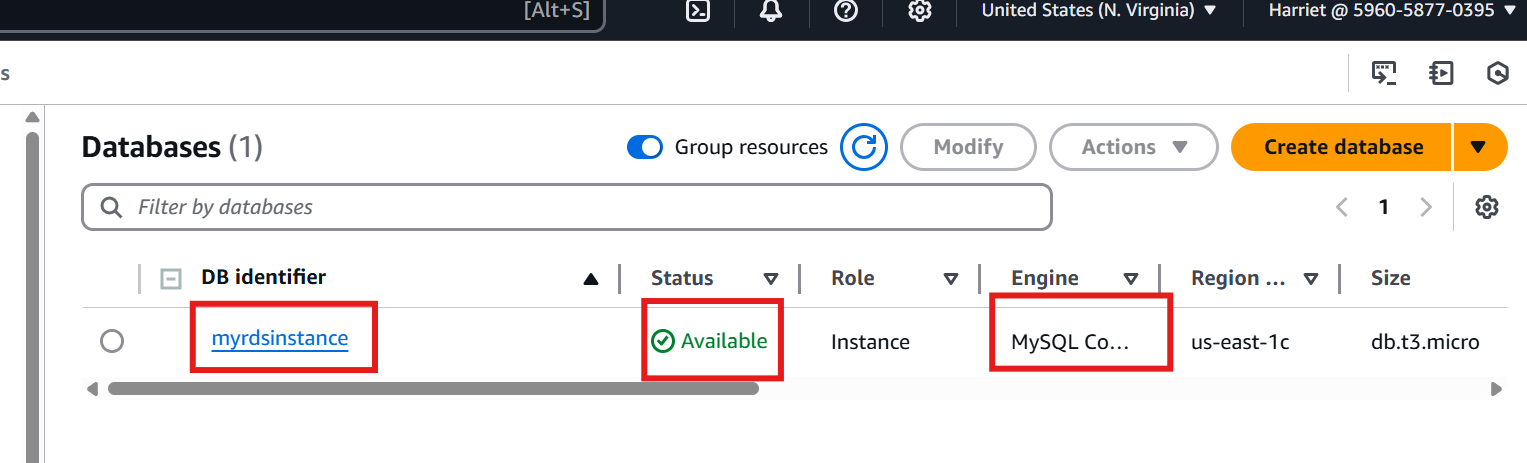 [Alt+S] United States (N. Virginia) Harriet @ 5960-5877-0395
s
Databases (1) Group resources Modify Actions Create database
Filter by databases 1
DB identifier Status Role Engine Region ... Size
myrdsinstance Available Instance MySQL Co... us-east-1c db.t3.micro